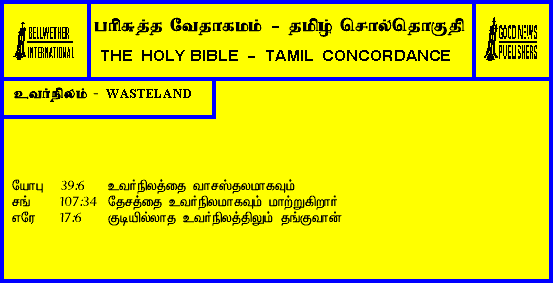 BELLWETHER
INTERNATIONAL
பரிசுத்த வேதாகமம் - தமிழ் சொல்தொகுதி
THE HOLY BIBLE - TAMIL CONCORDANCE
GOOD NEWS
PUBLISHERS
உவர்நிலம் - WASTELAND
யோபு 39:6 உவர்நிலத்தை வாசஸ்தலமாகவும்
சங் 107:34 தேசத்தை உவர்நிலமாகவும் மாற்றுகிறார்
எரே 17:6 குடியில்லாத உவர்நிலத்திலும் தங்குவான்